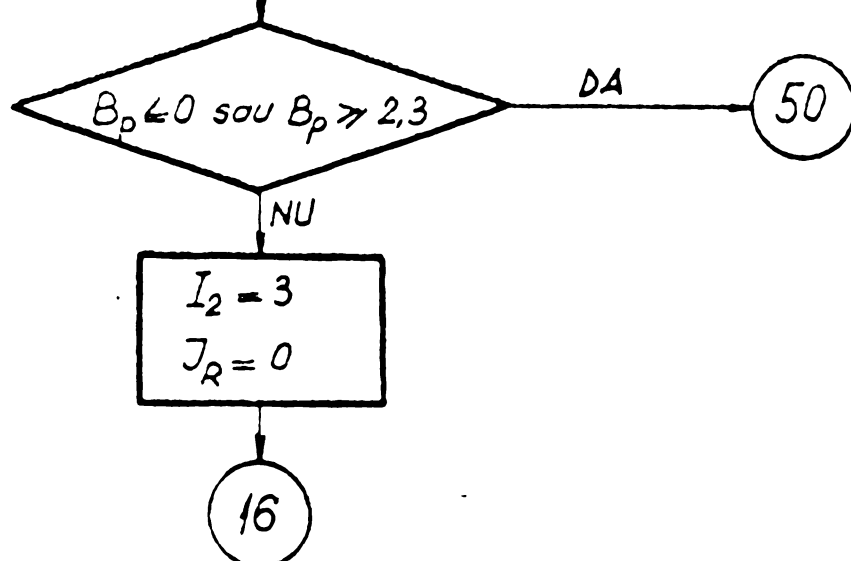 B_p ≤ 0 sau B_p ≥ 2,3
DA
50
NU
I_2 = 3
J_R = 0
16